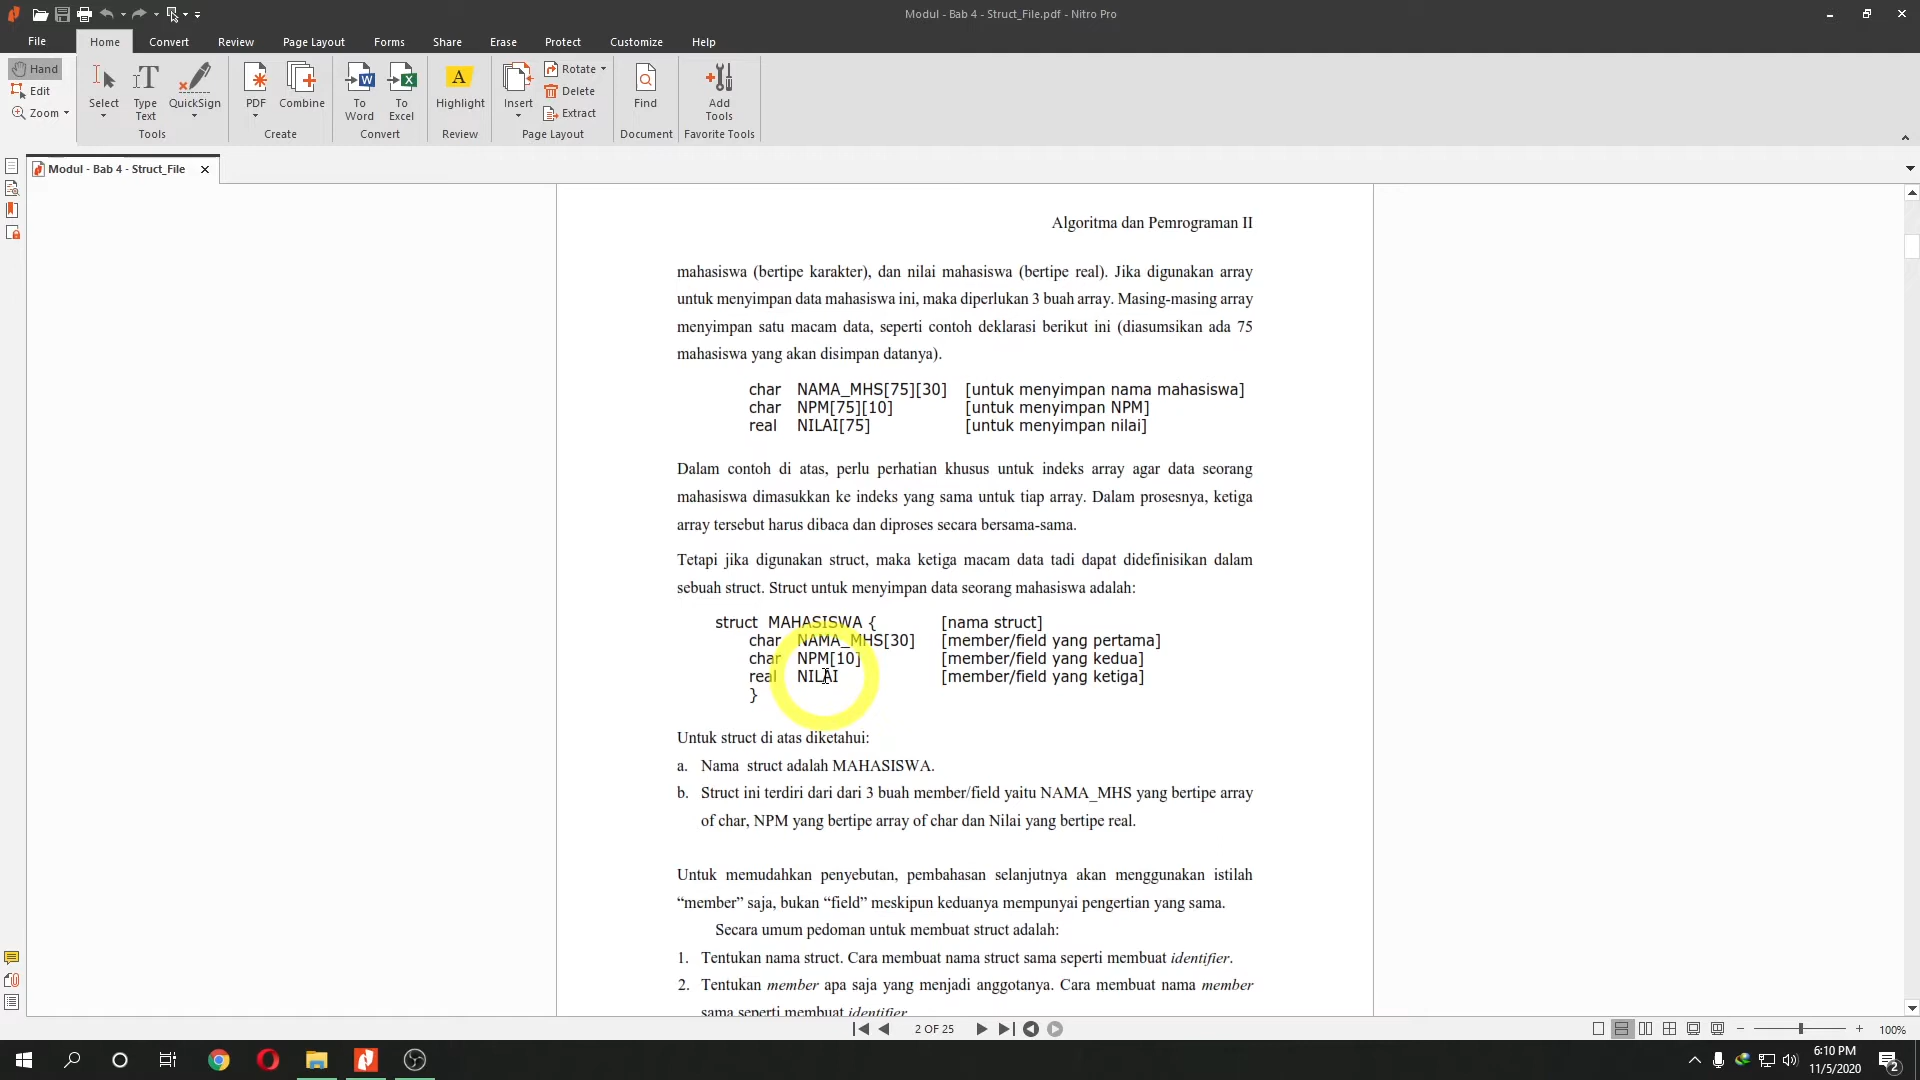 Modul - Bab 4 - Struct_File.pdf - Nitro Pro
File Home Convert Review Page Layout Forms Share Erase Protect Customize Help
Hand
Edit
Zoom
Select
Type Text
QuickSign
Tools
PDF
Combine
Create
To Word
To Excel
Convert
Highlight
Review
Insert
Rotate
Delete
Extract
Page Layout
Find
Document
Add Tools
Favorite Tools
Modul - Bab 4 - Struct_File
Algoritma dan Pemrograman II
mahasiswa (bertipe karakter), dan nilai mahasiswa (bertipe real). Jika digunakan array
untuk menyimpan data mahasiswa ini, maka diperlukan 3 buah array. Masing-masing array
menyimpan satu macam data, seperti contoh deklarasi berikut ini (diasumsikan ada 75
mahasiswa yang akan disimpan datanya).
char NAMA_MHS[75][30] [untuk menyimpan nama mahasiswa]
char NPM[75][10] [untuk menyimpan NPM]
real NILAI[75] [untuk menyimpan nilai]
Dalam contoh di atas, perlu perhatian khusus untuk indeks array agar data seorang
mahasiswa dimasukkan ke indeks yang sama untuk tiap array. Dalam prosesnya, ketiga
array tersebut harus dibaca dan diproses secara bersama-sama.
Tetapi jika digunakan struct, maka ketiga macam data tadi dapat didefinisikan dalam
sebuah struct. Struct untuk menyimpan data seorang mahasiswa adalah:
struct MAHASISWA { [nama struct]
char NAMA_MHS[30] [member/field yang pertama]
char NPM[10] [member/field yang kedua]
real NILAI [member/field yang ketiga]
}
Untuk struct di atas diketahui:
a. Nama struct adalah MAHASISWA.
b. Struct ini terdiri dari dari 3 buah member/field yaitu NAMA_MHS yang bertipe array
of char, NPM yang bertipe array of char dan Nilai yang bertipe real.
Untuk memudahkan penyebutan, pembahasan selanjutnya akan menggunakan istilah
“member” saja, bukan “field” meskipun keduanya mempunyai pengertian yang sama.
Secara umum pedoman untuk membuat struct adalah:
1. Tentukan nama struct. Cara membuat nama struct sama seperti membuat identifier.
2. Tentukan member apa saja yang menjadi anggotanya. Cara membuat nama member
sama seperti membuat identifier
2 OF 25
100%
6:10 PM
11/5/2020
2